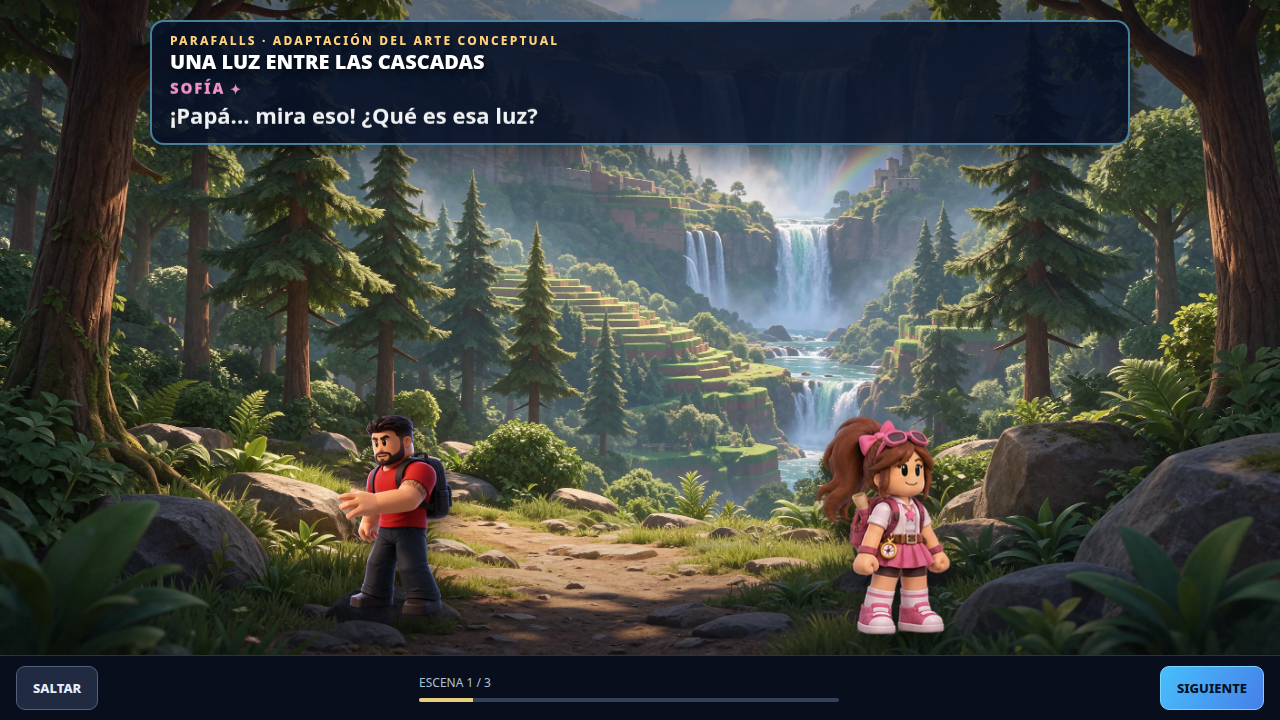 PARAFALLS · ADAPTACIÓN DEL ARTE CONCEPTUAL
UNA LUZ ENTRE LAS CASCADAS
SOFÍA ✦
¡Papá... mira eso! ¿Qué es esa luz?
SALTAR
ESCENA 1 / 3
SIGUIENTE